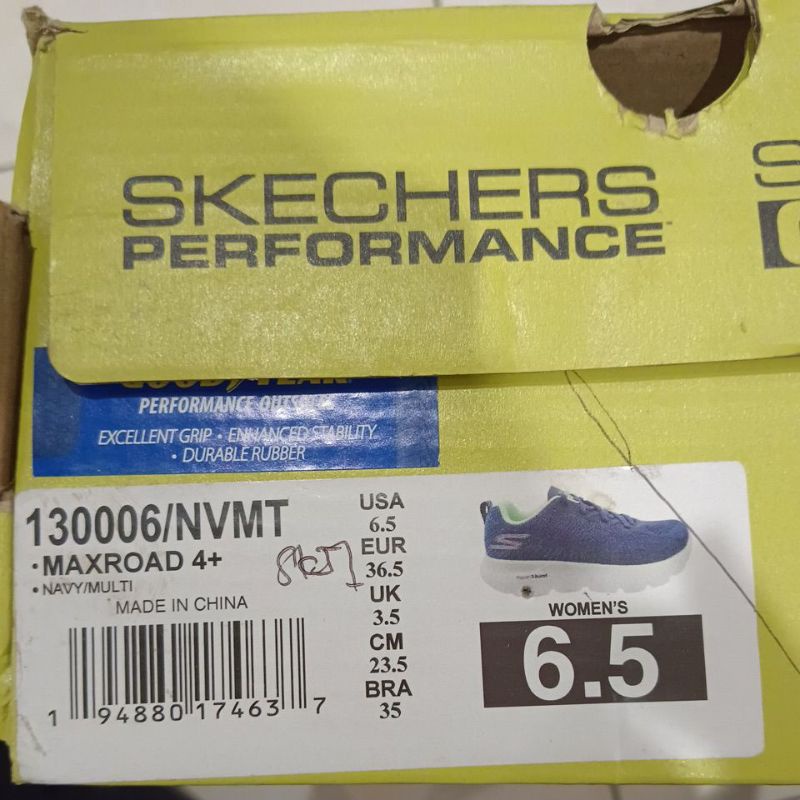 SKECHERS
PERFORMANCE
PERFORMANCE
EXCELLENT GRIP • ENHANCED STABILITY
• DURABLE RUBBER
130006/NVMT
• MAXROAD 4+
• NAVY/MULTI
MADE IN CHINA
1 94880 17463 7
USA
6.5
EUR
36.5
UK
3.5
CM
23.5
BRA
35
WOMEN'S
6.5